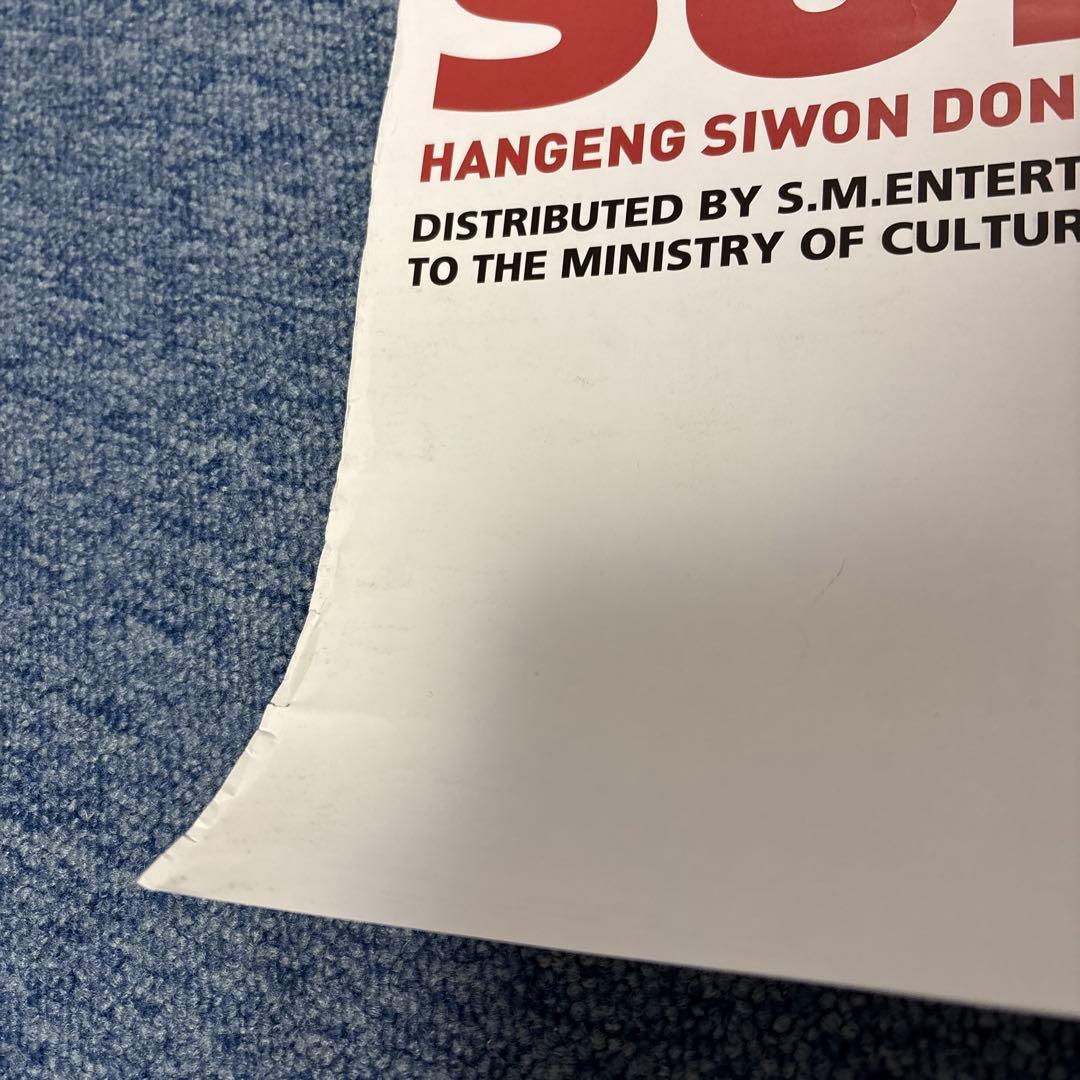 HANGENG SIWON DON
DISTRIBUTED BY S.M.ENTERT
TO THE MINISTRY OF CULTUR